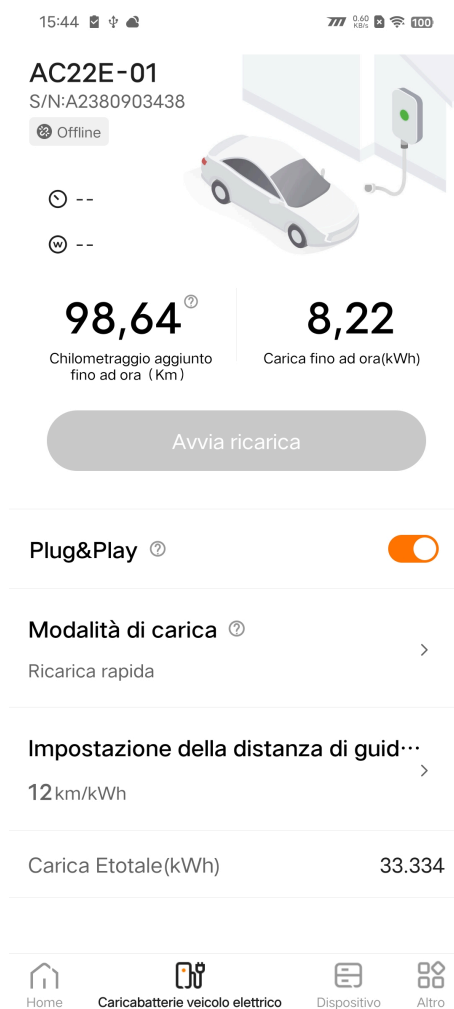 15:44
0.60
KB/s
100
AC22E-01
S/N:A2380903438
Offline
--
W --
98,64
8,22
Chilometraggio aggiunto
fino ad ora（Km）
Carica fino ad ora(kWh)
Avvia ricarica
Plug&Play
Modalità di carica
Ricarica rapida
Impostazione della distanza di guid···
12km/kWh
Carica Etotale(kWh)
33.334
Home
Caricabatterie veicolo elettrico
Dispositivo
Altro